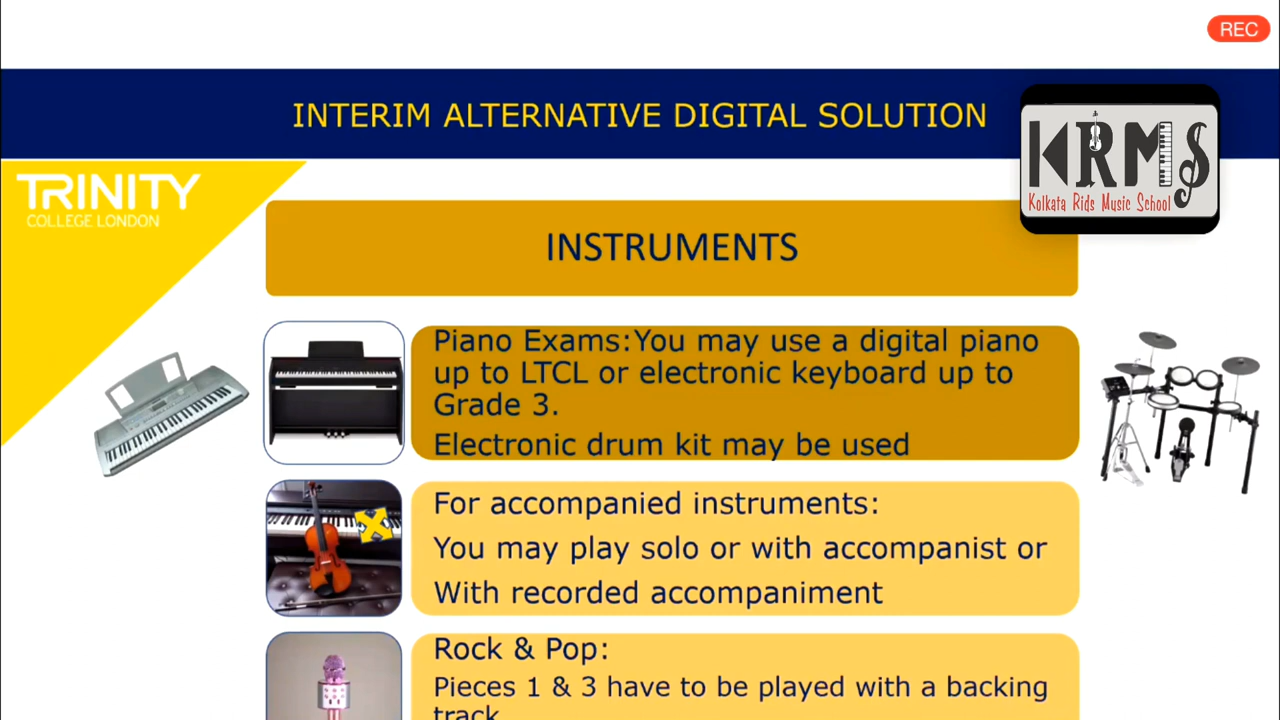 REC
INTERIM ALTERNATIVE DIGITAL SOLUTION
KRMS
Kolkata Rids Music School
TRINITY
COLLEGE LONDON
INSTRUMENTS
Piano Exams:You may use a digital piano
up to LTCL or electronic keyboard up to
Grade 3.
Electronic drum kit may be used
For accompanied instruments:
You may play solo or with accompanist or
With recorded accompaniment
Rock & Pop:
Pieces 1 & 3 have to be played with a backing
track